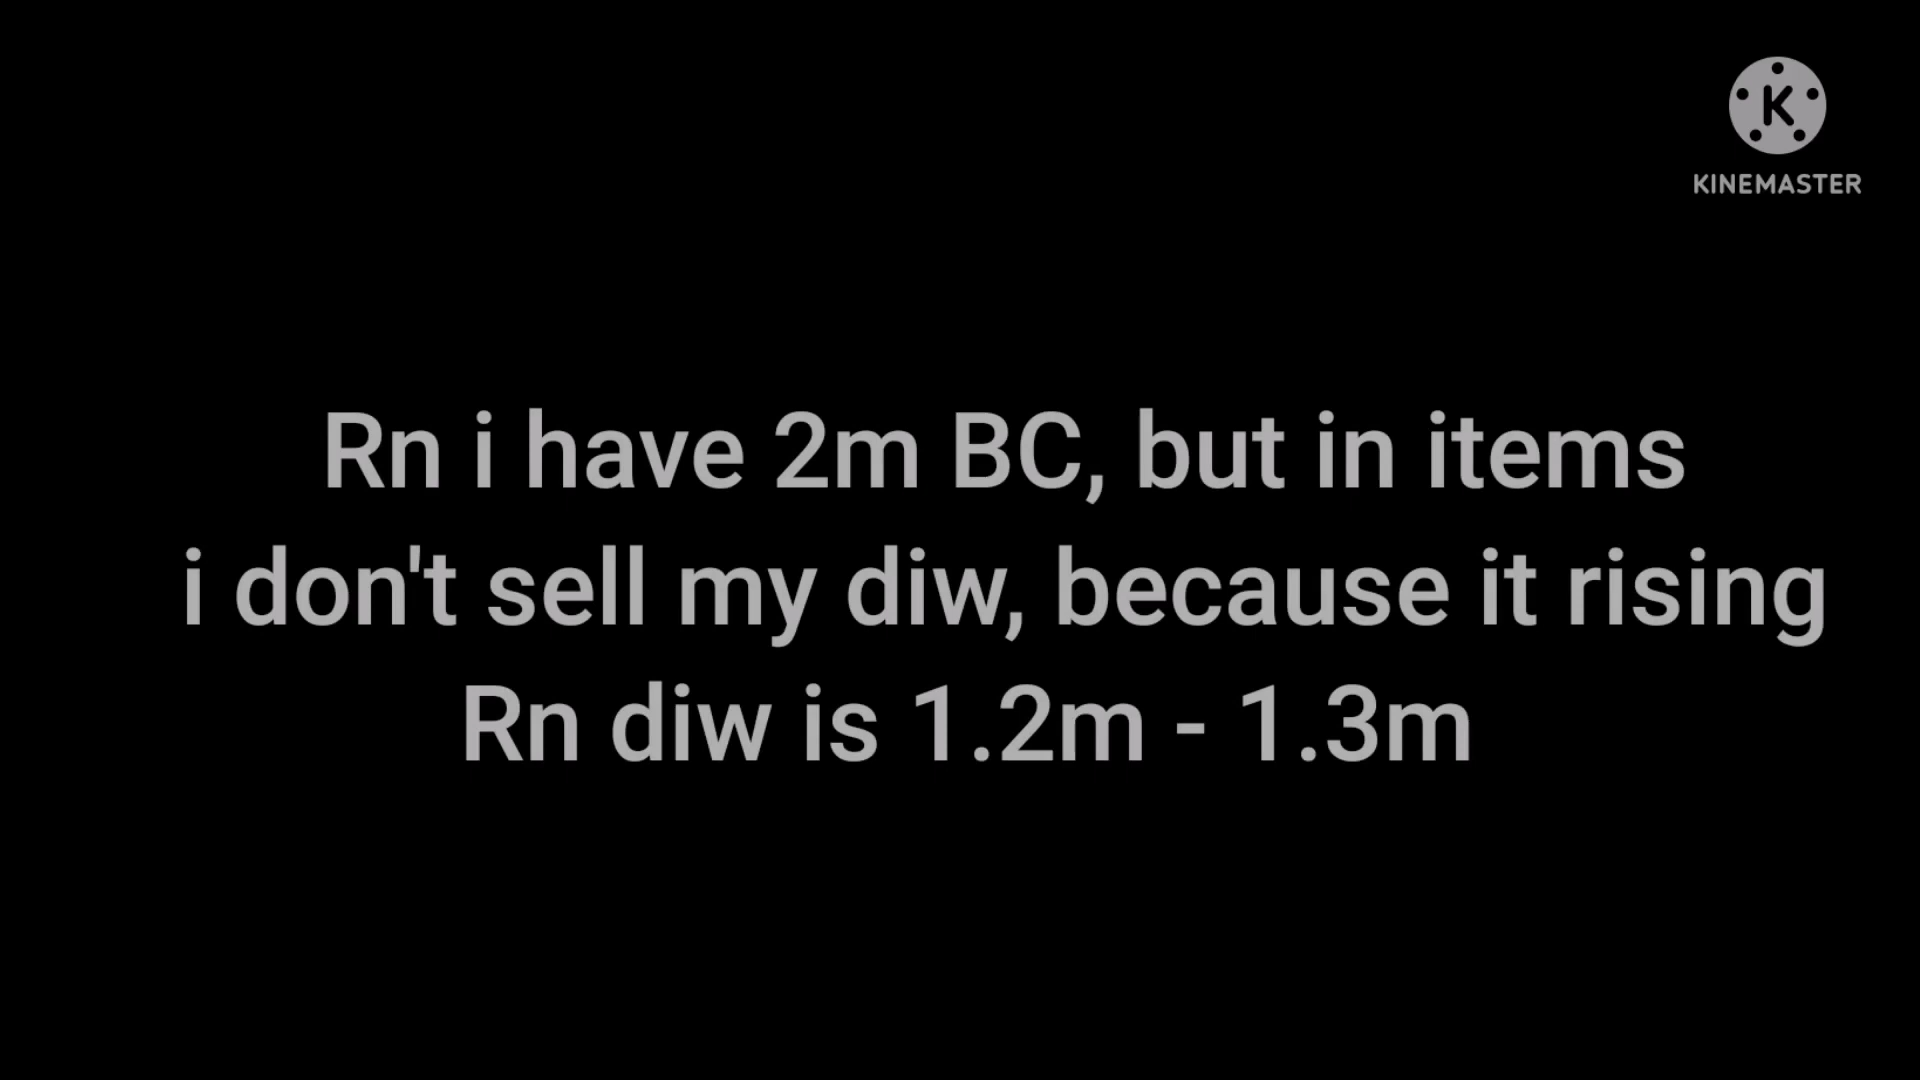 K
KINEMASTER
Rn i have 2m BC, but in items
i don't sell my diw, because it rising
Rn diw is 1.2m - 1.3m